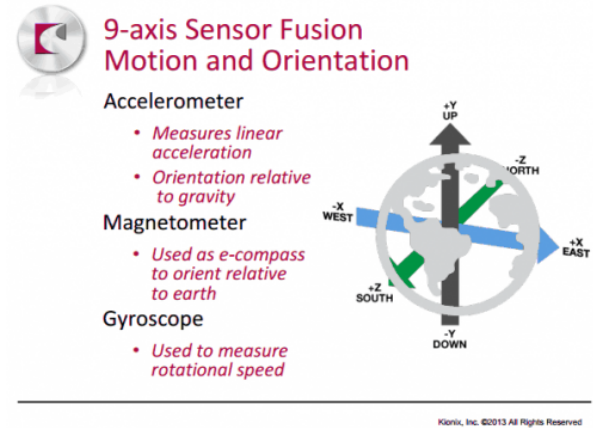 9-axis Sensor Fusion
Motion and Orientation
Accelerometer
• Measures linear
acceleration
• Orientation relative
to gravity
Magnetometer
• Used as e-compass
to orient relative
to earth
Gyroscope
• Used to measure
rotational speed
+Y
UP
-Z
NORTH
-X
WEST
+X
EAST
+Z
SOUTH
-Y
DOWN
Kionix, Inc. ©2013 All Rights Reserved